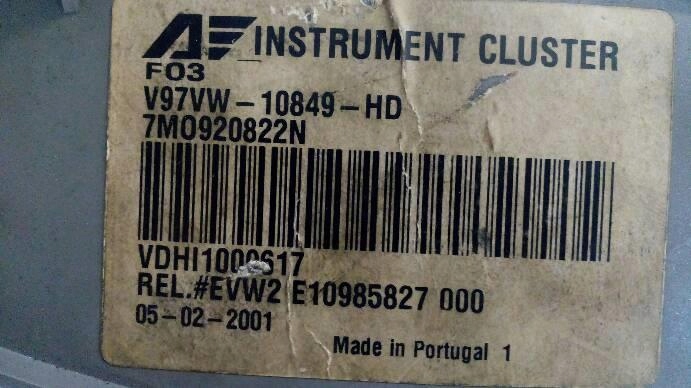 AE INSTRUMENT CLUSTER
F03
V97VW-10849-HD
7M0920822N
VDHI1000617
REL.#EVW2 E10985827 000
05-02-2001
Made in Portugal 1